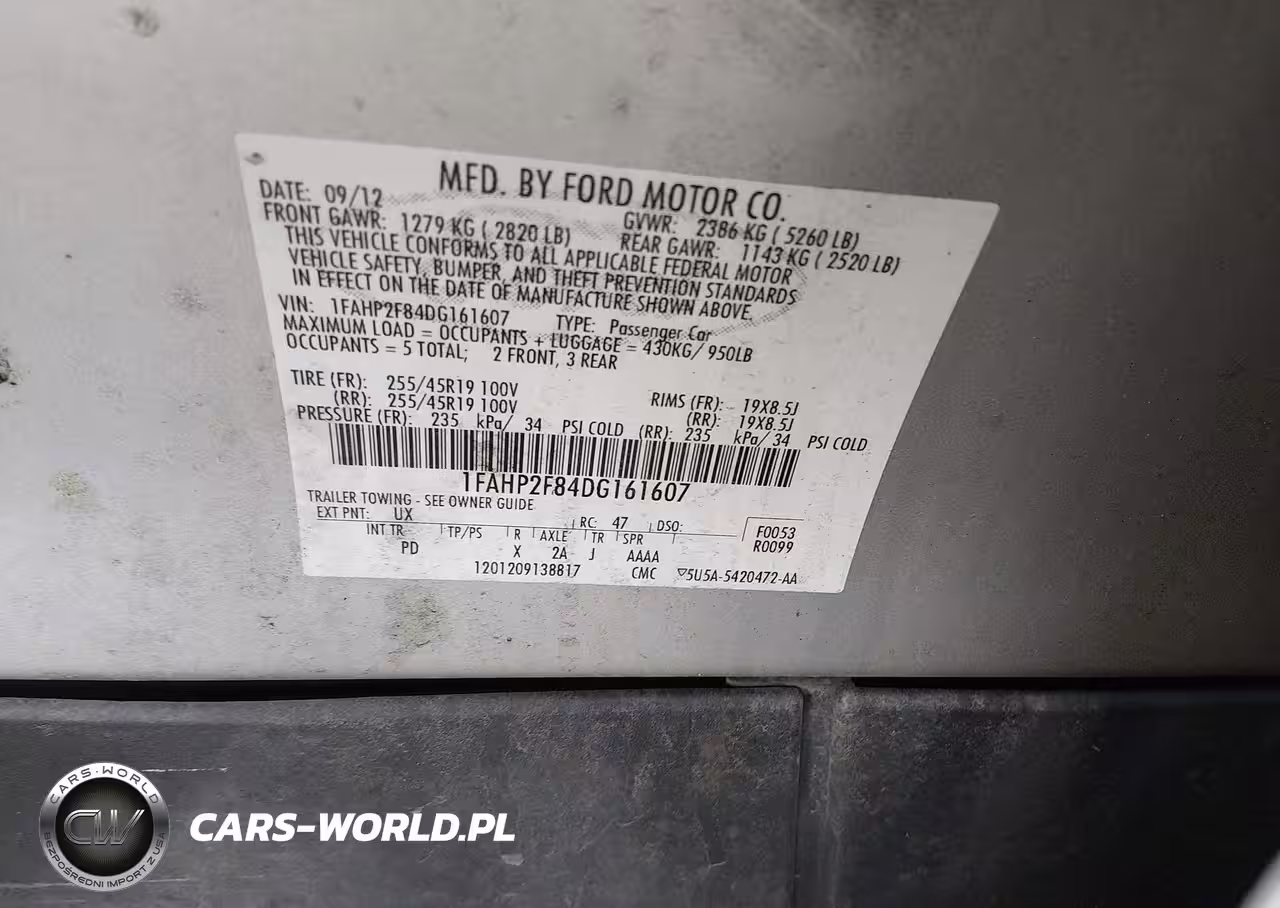 MFD. BY FORD MOTOR CO.
DATE: 09/12 GVWR: 2386 KG ( 5260 LB)
FRONT GAWR: 1279 KG ( 2820 LB) REAR GAWR: 1143 KG ( 2520 LB)
THIS VEHICLE CONFORMS TO ALL APPLICABLE FEDERAL MOTOR
VEHICLE SAFETY, BUMPER, AND THEFT PREVENTION STANDARDS
IN EFFECT ON THE DATE OF MANUFACTURE SHOWN ABOVE.
VIN: 1FAHP2F84DG161607 TYPE: Passenger Car
MAXIMUM LOAD = OCCUPANTS + LUGGAGE = 430KG/ 950LB
OCCUPANTS = 5 TOTAL; 2 FRONT, 3 REAR
TIRE (FR): 255/45R19 100V RIMS (FR): 19X8.5J
(RR): 255/45R19 100V (RR): 19X8.5J
PRESSURE (FR): 235 kPa/ 34 PSI COLD (RR): 235 kPa/ 34 PSI COLD
1FAHP2F84DG161607
TRAILER TOWING - SEE OWNER GUIDE
EXT PNT: UX RC: 47 DSO: F0053
INT TR TP/PS R AXLE TR SPR R0099
PD X 2A J AAAA
1201209138817 CMC ▽5U5A-5420472-AA
CARS-WORLD
CW
BEZPOŚREDNI IMPORT Z USA
CARS-WORLD.PL